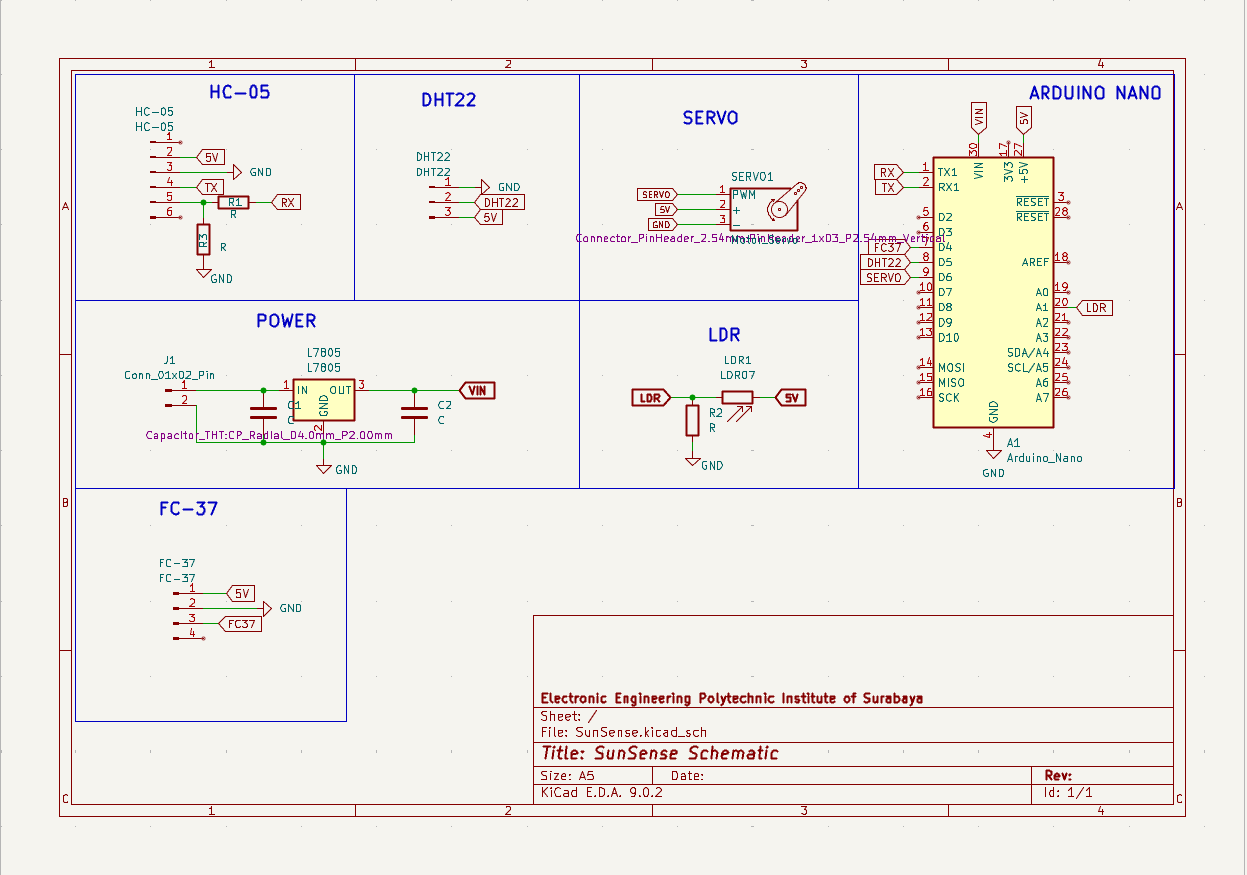 1 2 3 4
HC-05
HC-05
HC-05
1
2 5V
3 GND
4 TX
5 R1 RX
R
6
R3 R
GND
DHT22
DHT22
DHT22
1 GND
2 DHT22
3 5V
SERVO
SERVO1
SERVO 1 PWM
5V 2 +
GND 3 -
Motor_Servo
Connector_PinHeader_2.54mm:PinHeader_1x03_P2.54mm_Vertical
ARDUINO NANO
VIN 5V
30 17 27
VIN 3V3 +5V
RX 1 TX1
TX 2 RX1
RESET 3
RESET 28
5 D2
6 D3
FC37 7 D4
DHT22 8 D5
SERVO 9 D6
10 D7
11 D8
12 D9
13 D10
14 MOSI
15 MISO
16 SCK
AREF 18
A0 19
A1 20 LDR
A2 21
A3 22
SDA/A4 23
SCL/A5 24
A6 25
A7 26
GND
4
A1
Arduino_Nano
GND
A A
POWER
J1
Conn_01x02_Pin
1
2
L7805
L7805
1 IN OUT 3
GND
2
VIN
C1
C
C2
C
Capacitor_THT:CP_Radial_D4.0mm_P2.00mm
GND
LDR
LDR1
LDR07
LDR 5V
R2
R
GND
B B
FC-37
FC-37
FC-37
1 5V
2 GND
3 FC37
4
Electronic Engineering Polytechnic Institute of Surabaya
Sheet: /
File: SunSense.kicad_sch
Title: SunSense Schematic
Size: A5 Date: Rev:
KiCad E.D.A. 9.0.2 Id: 1/1
C C
1 2 3 4